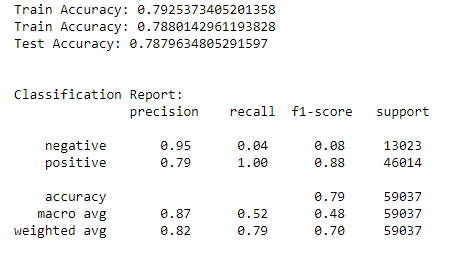 Train Accuracy: 0.7925373405201358
Train Accuracy: 0.7880142961193828
Test Accuracy: 0.7879634805291597
Classification Report:
precision recall f1-score support
negative 0.95 0.04 0.08 13023
positive 0.79 1.00 0.88 46014
accuracy 0.79 59037
macro avg 0.87 0.52 0.48 59037
weighted avg 0.82 0.79 0.70 59037